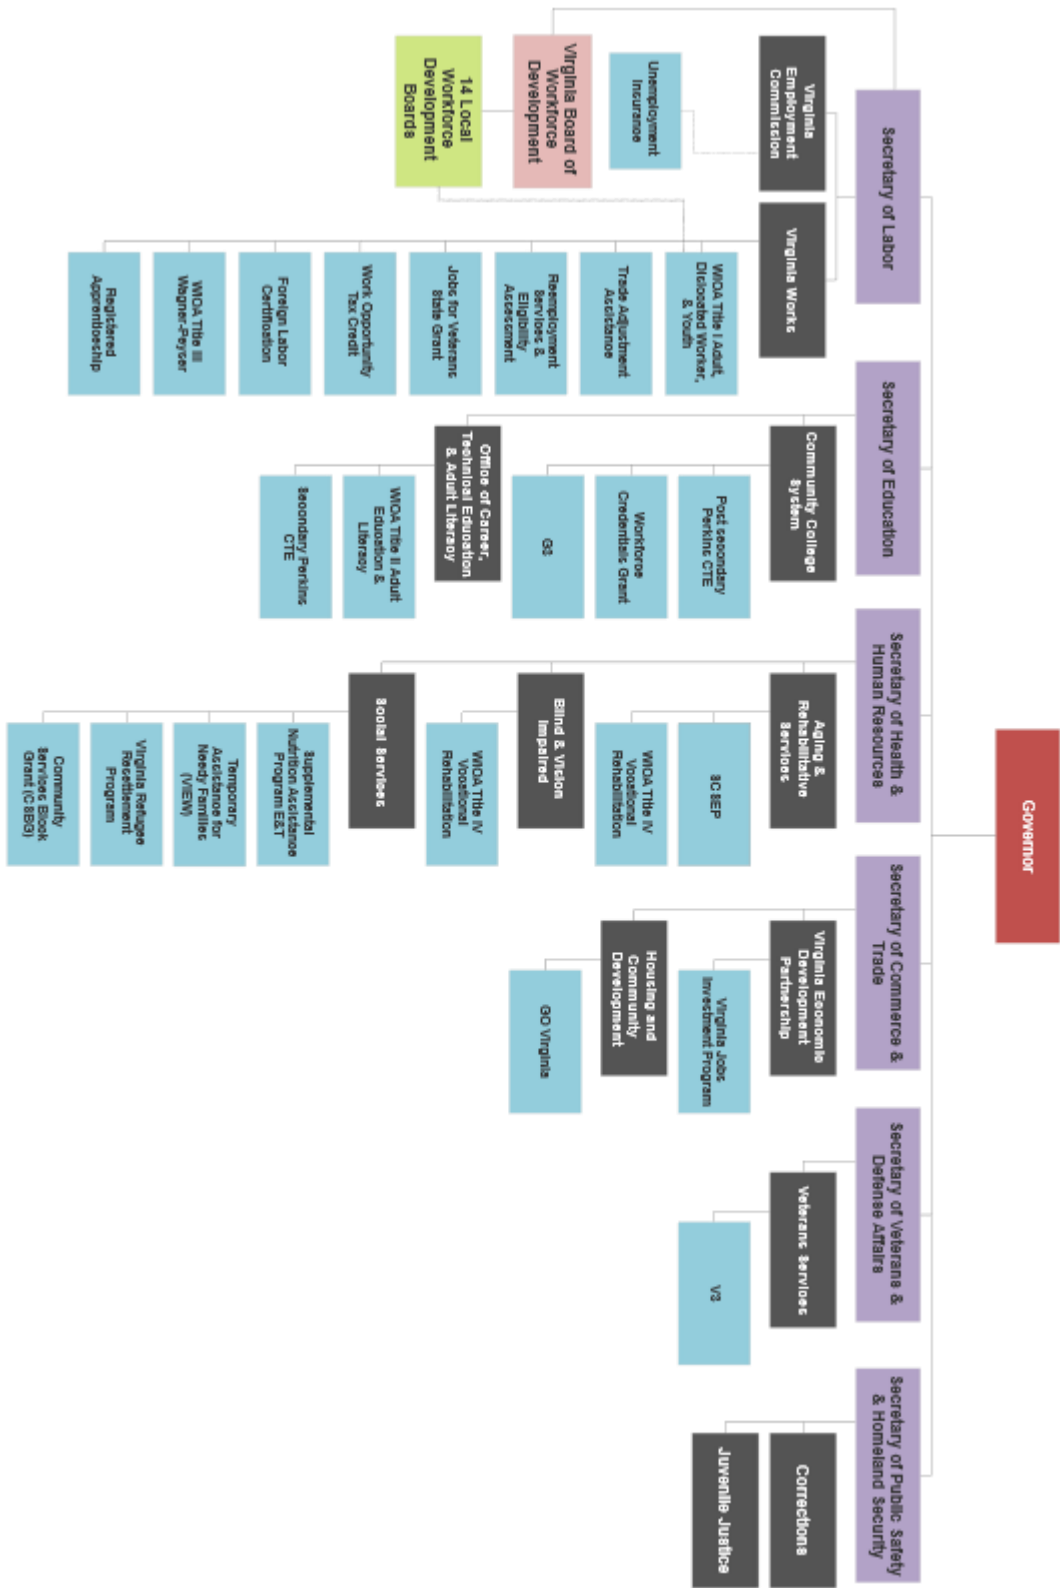 Governor
Secretary of Labor
Virginia
Employment
Commission
Unemployment
Insurance
Virginia Board of
Workforce
Development
14 Local
Workforce
Development
Boards
Virginia Works
WIOA Title I Adult,
Dislocated Worker,
& Youth
Trade Adjustment
Assistance
Reemployment
Services &
Eligibility
Assessment
Jobs for Veterans
State Grant
Work Opportunity
Tax Credit
Foreign Labor
Certification
WIOA Title III
Wagner-Peyser
Registered
Apprenticeship
Secretary of Education
Community College
System
Post secondary
Perkins CTE
Workforce
Credentials Grant
G3
Office of Career,
Technical Education
& Adult Literacy
WIOA Title II Adult
Education &
Literacy
Secondary Perkins
CTE
Secretary of Health &
Human Resources
Aging &
Rehabilitative
Services
SCSEP
WIOA Title IV
Vocational
Rehabilitation
Blind & Vision
Impaired
WIOA Title IV
Vocational
Rehabilitation
Social Services
Supplemental
Nutrition Assistance
Program E&T
Temporary
Assistance for
Needy Families
(VIEW)
Virginia Refugee
Resettlement
Program
Community
Services Block
Grant (CSBG)
Secretary of Commerce &
Trade
Virginia Economic
Development
Partnership
Virginia Jobs
Investment Program
Housing and
Community
Development
GO Virginia
Secretary of Veterans &
Defense Affairs
Veterans Services
V3
Secretary of Public Safety
& Homeland Security
Corrections
Juvenile Justice